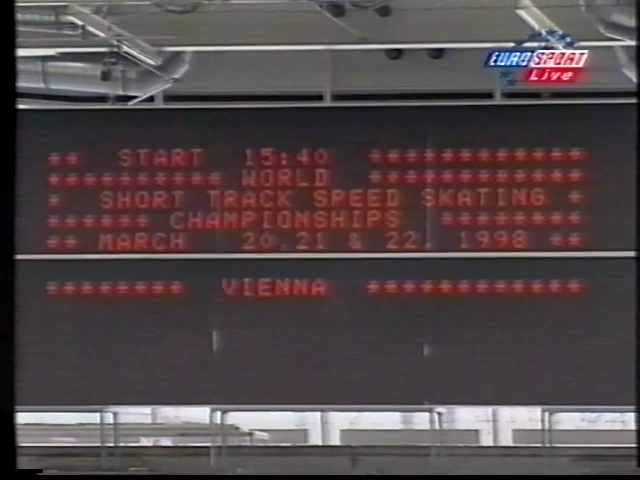 EUROSPORT
Live
** START 15:40 ************
********** WORLD ************
* SHORT TRACK SPEED SKATING *
****** CHAMPIONSHIPS ********
** MARCH 20,21 & 22, 1998 **
******** VIENNA ************